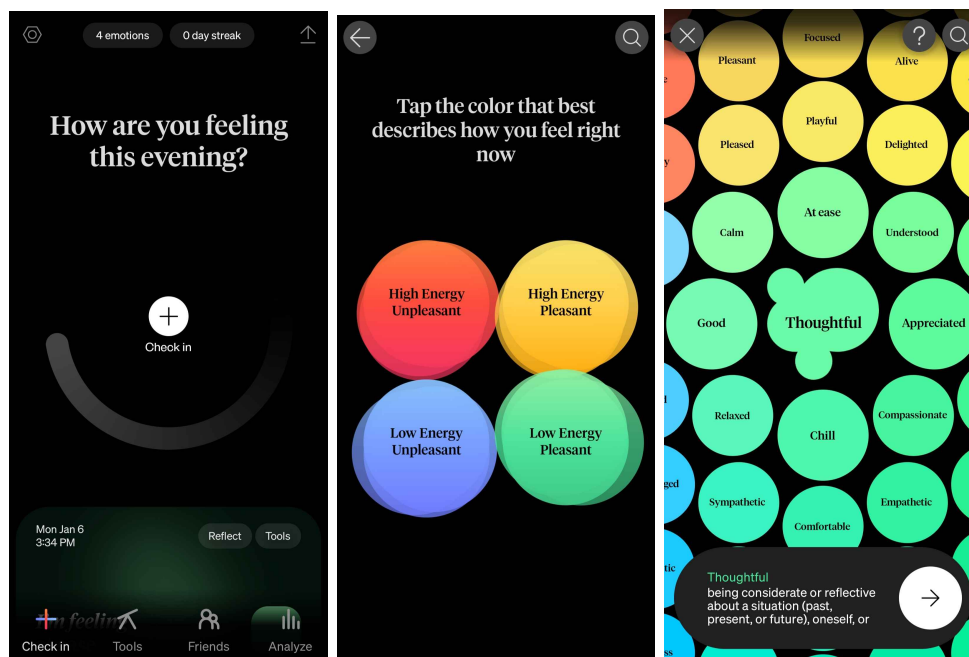 4 emotions
0 day streak
How are you feeling
this evening?
Check in
Mon Jan 6
3:34 PM
Reflect
Tools
feelin
Check in
Tools
Friends
Analyze
Tap the color that best
describes how you feel right
now
High Energy
Unpleasant
High Energy
Pleasant
Low Energy
Unpleasant
Low Energy
Pleasant
Focused
?
Pleasant
Alive
Playful
Pleased
Delighted
At ease
Calm
Understood
Good
Thoughtful
Appreciated
Relaxed
Compassionate
Chill
Sympathetic
Empathetic
Comfortable
Thoughtful
being considerate or reflective
about a situation (past,
present, or future), oneself, or